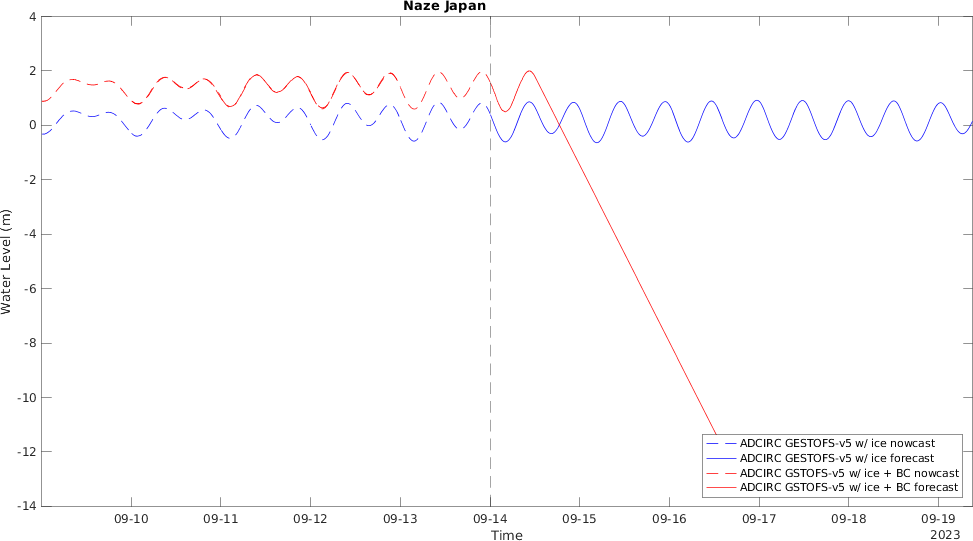 Naze Japan
4
2
0
-2
-4
-6
-8
-10
-12
-14
Water Level (m)
ADCIRC GESTOFS-v5 w/ ice nowcast
ADCIRC GESTOFS-v5 w/ ice forecast
ADCIRC GSTOFS-v5 w/ ice + BC nowcast
ADCIRC GSTOFS-v5 w/ ice + BC forecast
09-10 09-11 09-12 09-13 09-14 09-15 09-16 09-17 09-18 09-19
Time
2023